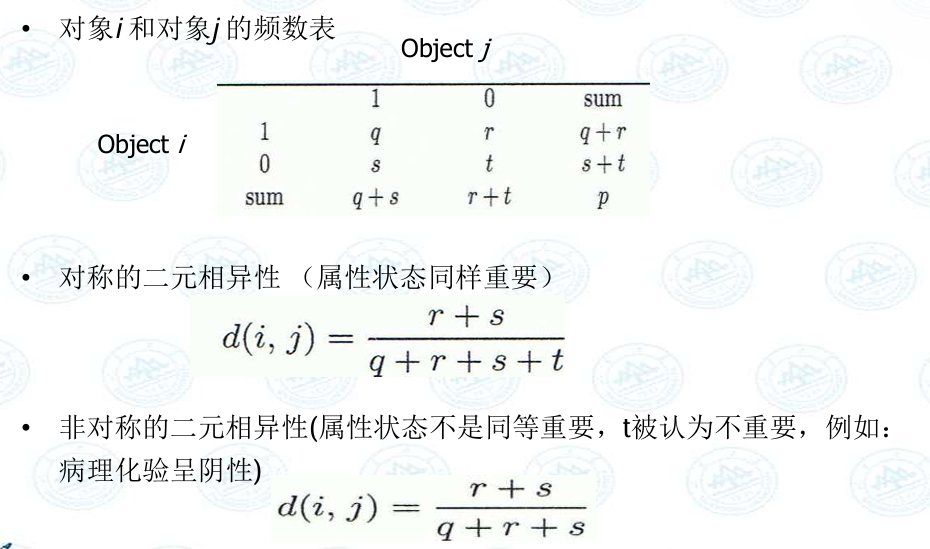 • 对象i 和对象j 的频数表
Object j
1 0 sum
Object i
1 q r q+r
0 s t s+t
sum q+s r+t p
• 对称的二元相异性 （属性状态同样重要）
d(i, j) = \frac{r + s}{q + r + s + t}
• 非对称的二元相异性(属性状态不是同等重要，t被认为不重要，例如：
病理化验呈阴性)
d(i, j) = \frac{r + s}{q + r + s}